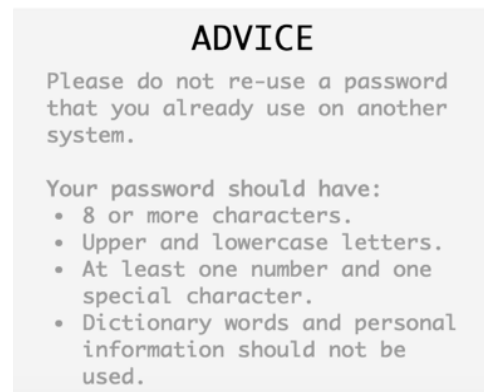 ADVICE
Please do not re-use a password
that you already use on another
system.
Your password should have:
• 8 or more characters.
• Upper and lowercase letters.
• At least one number and one
special character.
• Dictionary words and personal
information should not be
used.